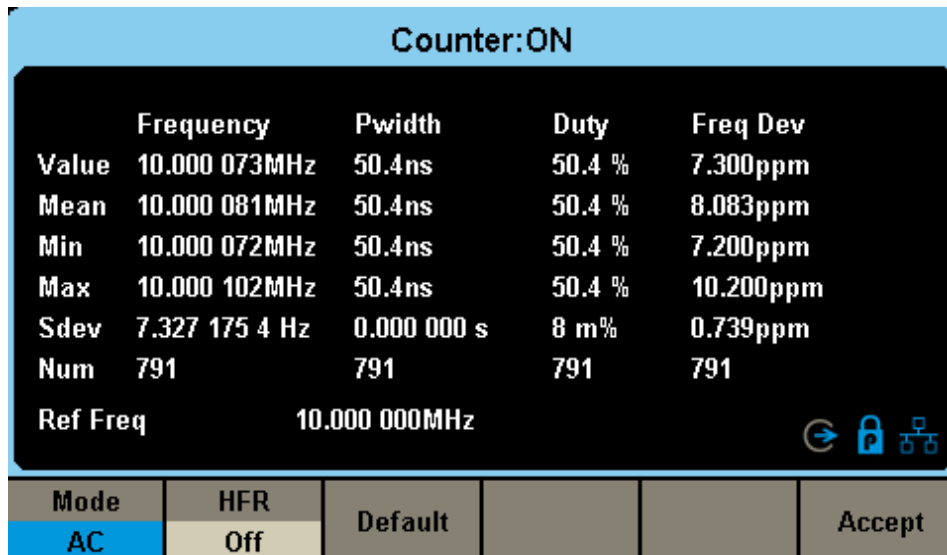 Counter:ON
Frequency Pwidth Duty Freq Dev
Value 10.000 073MHz 50.4ns 50.4 % 7.300ppm
Mean 10.000 081MHz 50.4ns 50.4 % 8.083ppm
Min 10.000 072MHz 50.4ns 50.4 % 7.200ppm
Max 10.000 102MHz 50.4ns 50.4 % 10.200ppm
Sdev 7.327 175 4 Hz 0.000 000 s 8 m% 0.739ppm
Num 791 791 791 791
Ref Freq 10.000 000MHz
P
Mode HFR Default Accept
AC Off